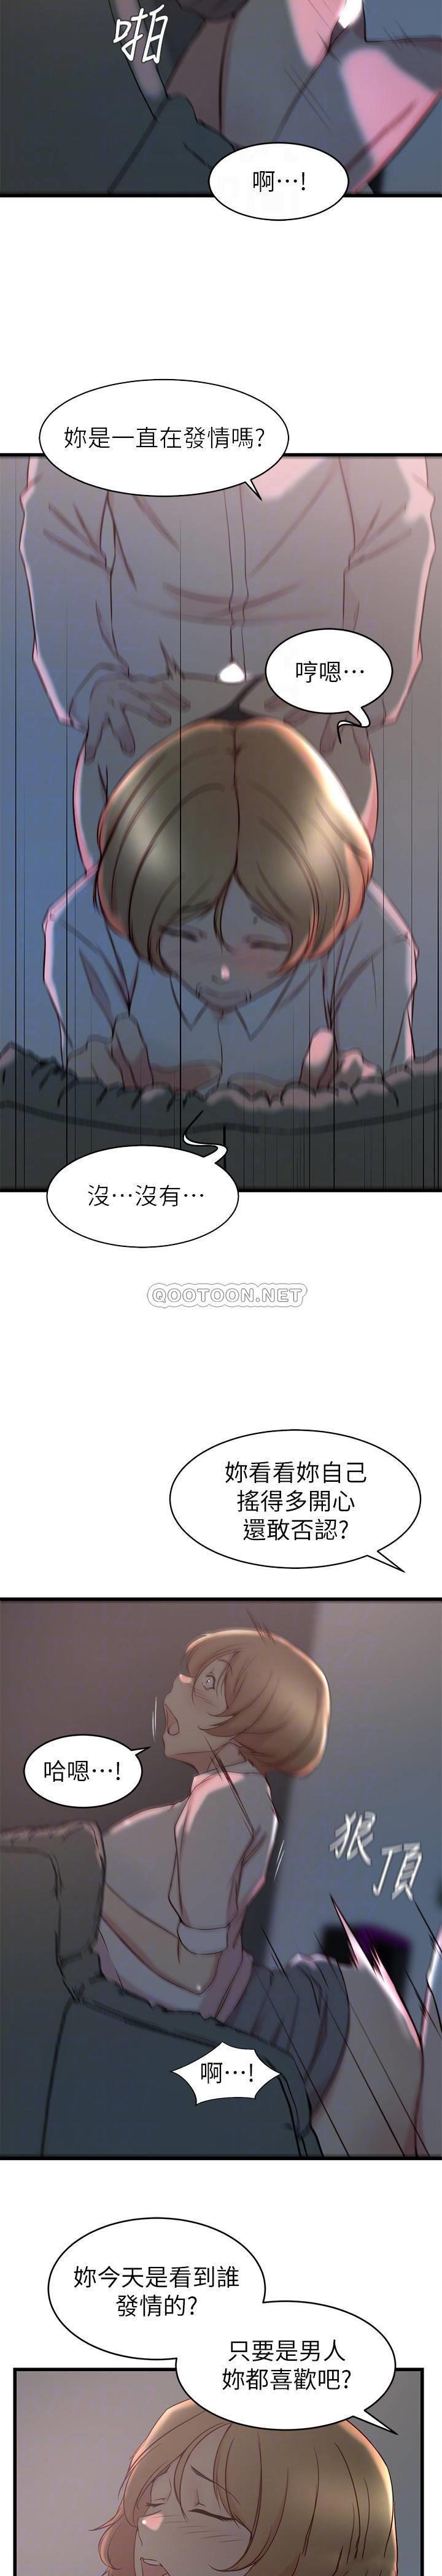 啪
啊⋯!
妳是一直在發情嗎?
哼嗯⋯
沒⋯沒有⋯
QOOTOON.NET
妳看看妳自己
搖得多開心
還敢否認?
哈嗯⋯!
狠頂
啊⋯!
妳今天是看到誰
發情的?
只要是男人
妳都喜歡吧?